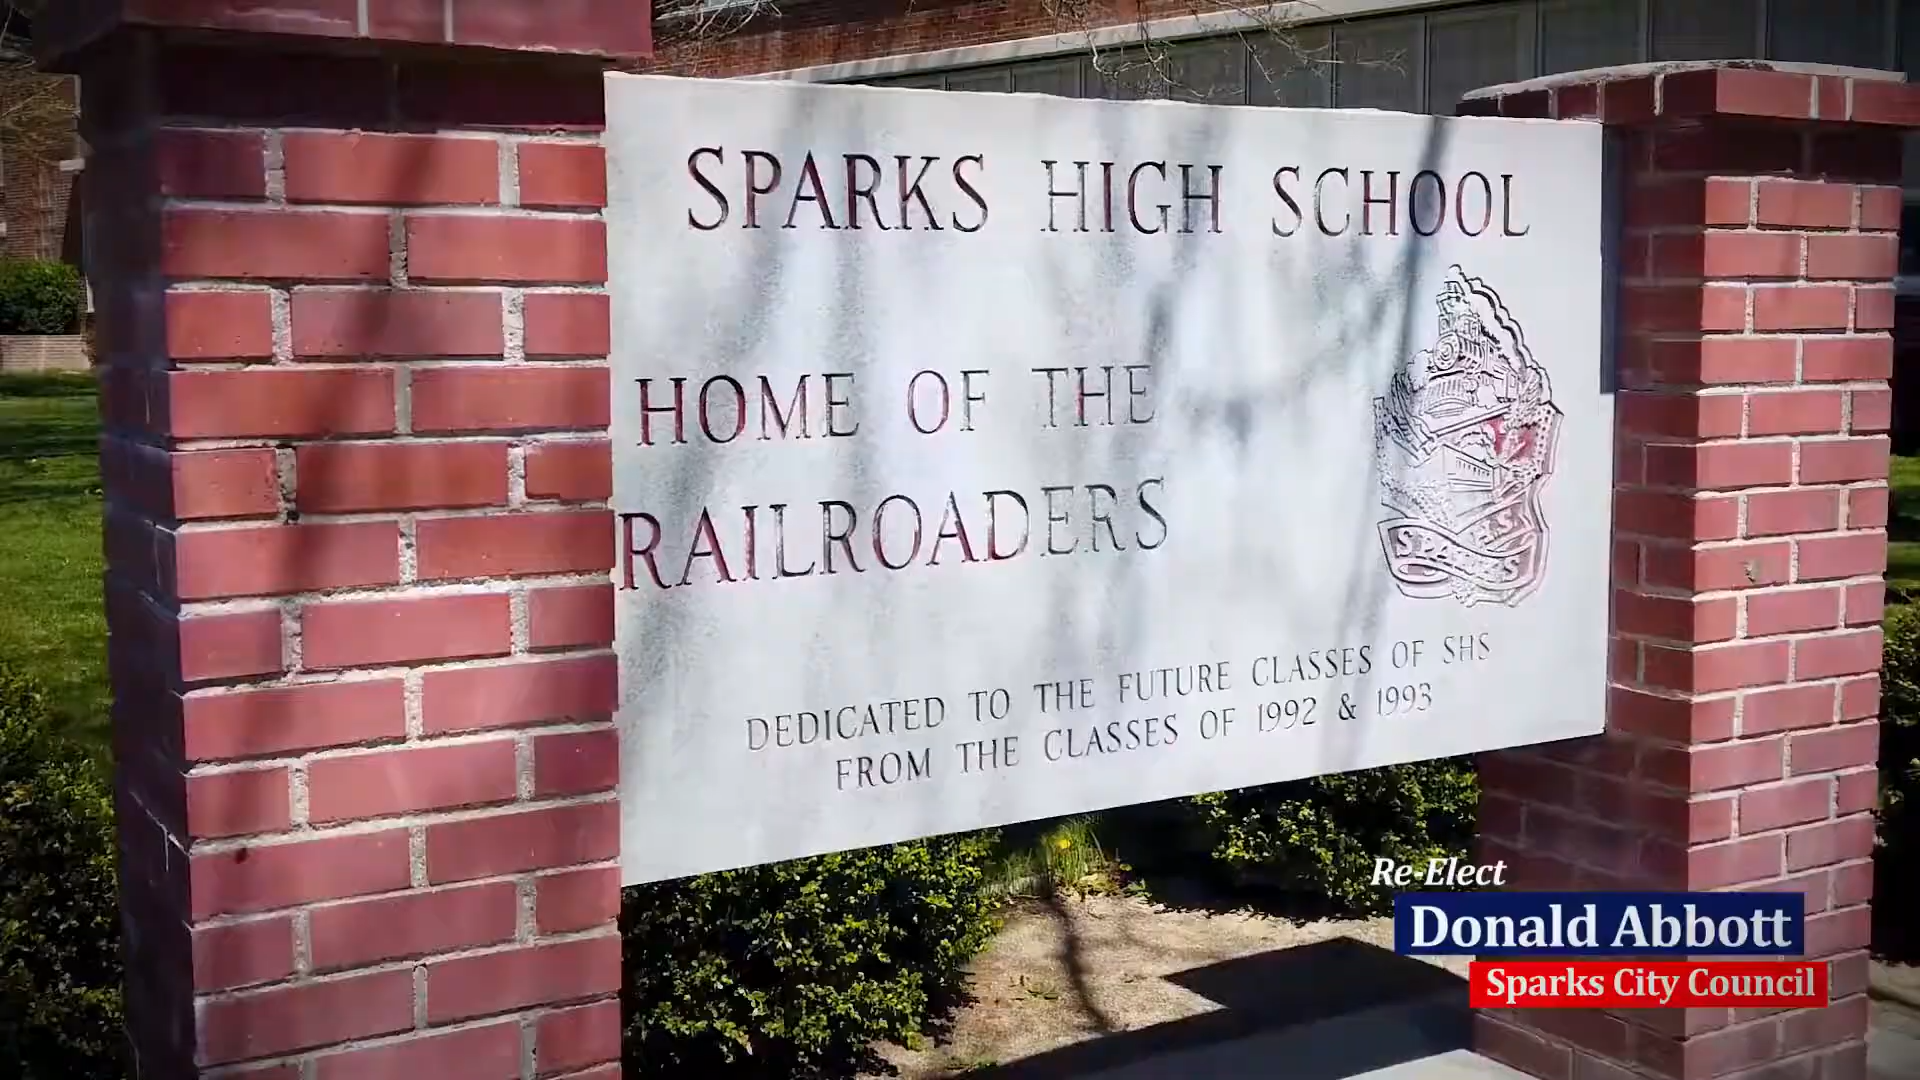 SPARKS HIGH SCHOOL
HOME OF THE
RAILROADERS
SPARKS
DEDICATED TO THE FUTURE CLASSES OF SHS
FROM THE CLASSES OF 1992 & 1993
Re-Elect
Donald Abbott
Sparks City Council